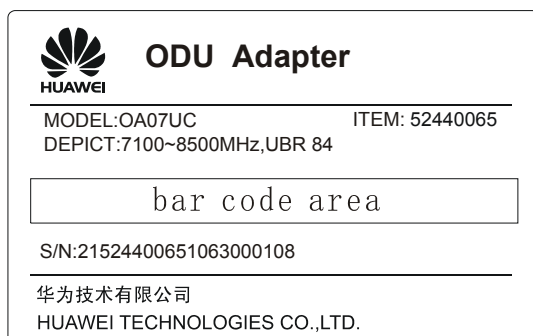 ODU Adapter
HUAWEI
MODEL:OA07UC ITEM: 52440065
DEPICT:7100~8500MHz,UBR 84
bar code area
S/N:21524400651063000108
华为技术有限公司
HUAWEI TECHNOLOGIES CO.,LTD.